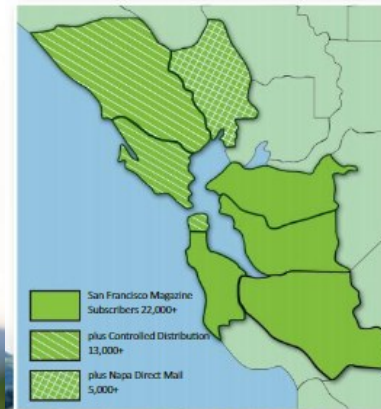 San Francisco Magazine
Subscribers 22,000+
plus Controlled Distribution
13,000+
plus Napa Direct Mail
5,000+